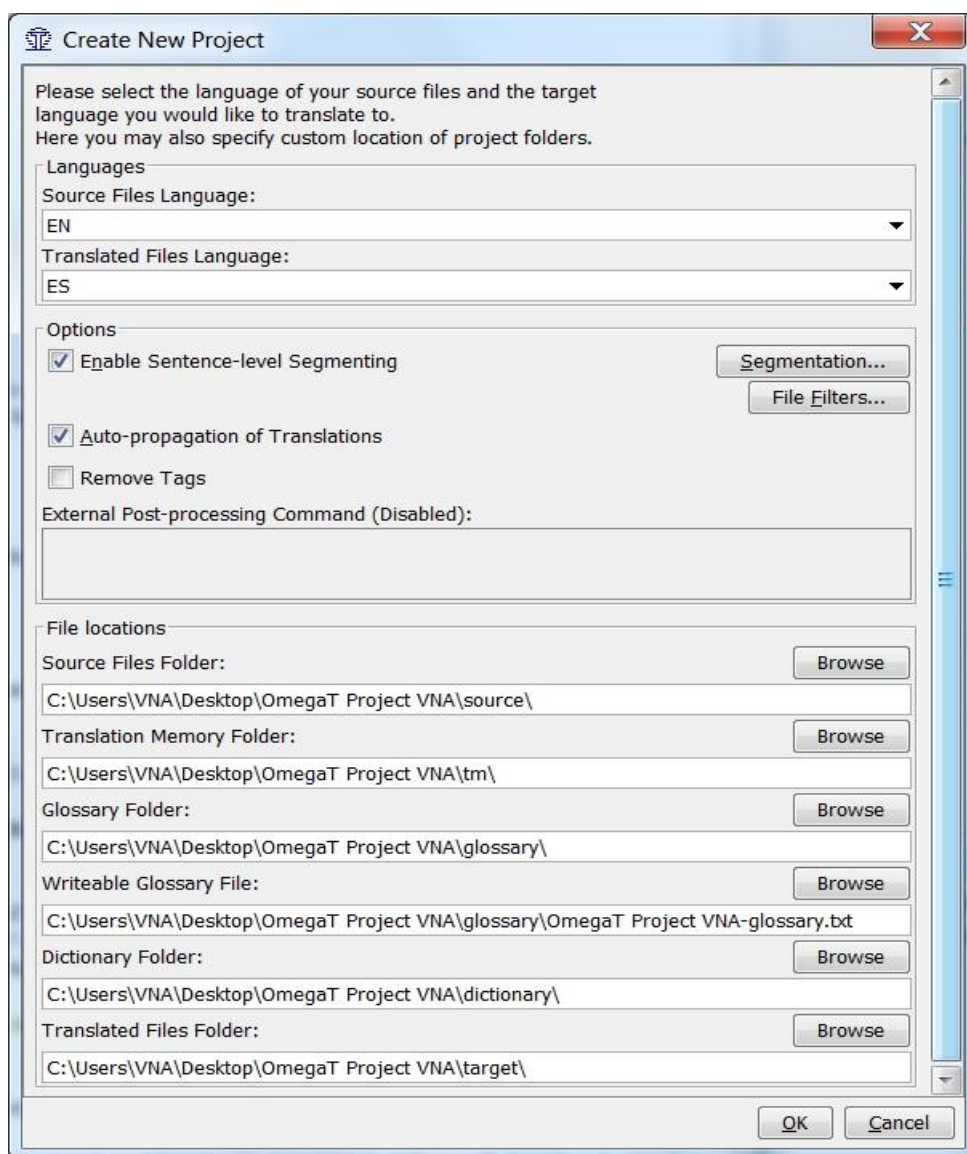 Create New Project
Please select the language of your source files and the target
language you would like to translate to.
Here you may also specify custom location of project folders.
Languages
Source Files Language:
EN
Translated Files Language:
ES
Options
Enable Sentence-level Segmenting
Segmentation...
File Filters...
Auto-propagation of Translations
Remove Tags
External Post-processing Command (Disabled):
File locations
Source Files Folder:
Browse
C:\Users\VNA\Desktop\OmegaT Project VNA\source\
Translation Memory Folder:
Browse
C:\Users\VNA\Desktop\OmegaT Project VNA\tm\
Glossary Folder:
Browse
C:\Users\VNA\Desktop\OmegaT Project VNA\glossary\
Writeable Glossary File:
Browse
C:\Users\VNA\Desktop\OmegaT Project VNA\glossary\OmegaT Project VNA-glossary.txt
Dictionary Folder:
Browse
C:\Users\VNA\Desktop\OmegaT Project VNA\dictionary\
Translated Files Folder:
Browse
C:\Users\VNA\Desktop\OmegaT Project VNA\target\
OK
Cancel